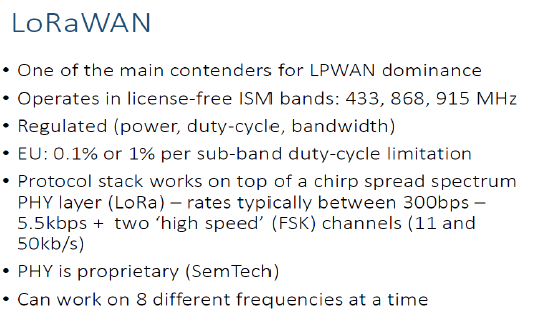 LoRaWAN
• One of the main contenders for LPWAN dominance
• Operates in license-free ISM bands: 433, 868, 915 MHz
• Regulated (power, duty-cycle, bandwidth)
• EU: 0.1% or 1% per sub-band duty-cycle limitation
• Protocol stack works on top of a chirp spread spectrum
PHY layer (LoRa) – rates typically between 300bps –
5.5kbps + two ‘high speed’ (FSK) channels (11 and
50kb/s)
• PHY is proprietary (SemTech)
• Can work on 8 different frequencies at a time